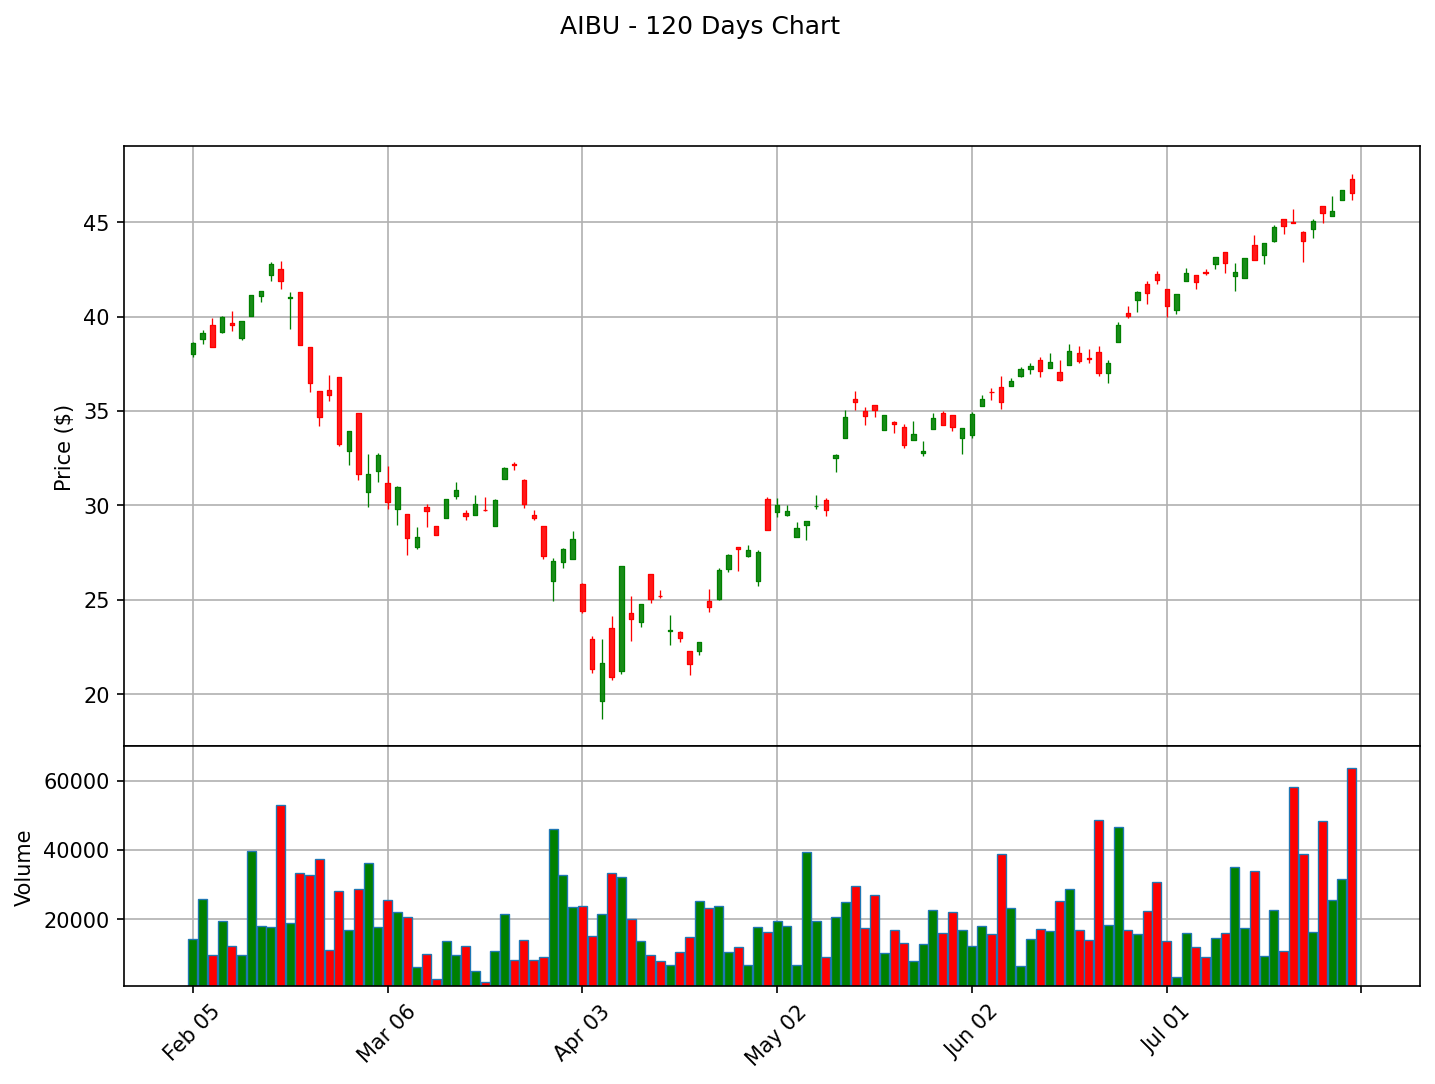 AIBU - 120 Days Chart
Price ($)
45
40
35
30
25
20
Volume
60000
40000
20000
Feb 05
Mar 06
Apr 03
May 02
Jun 02
Jul 01